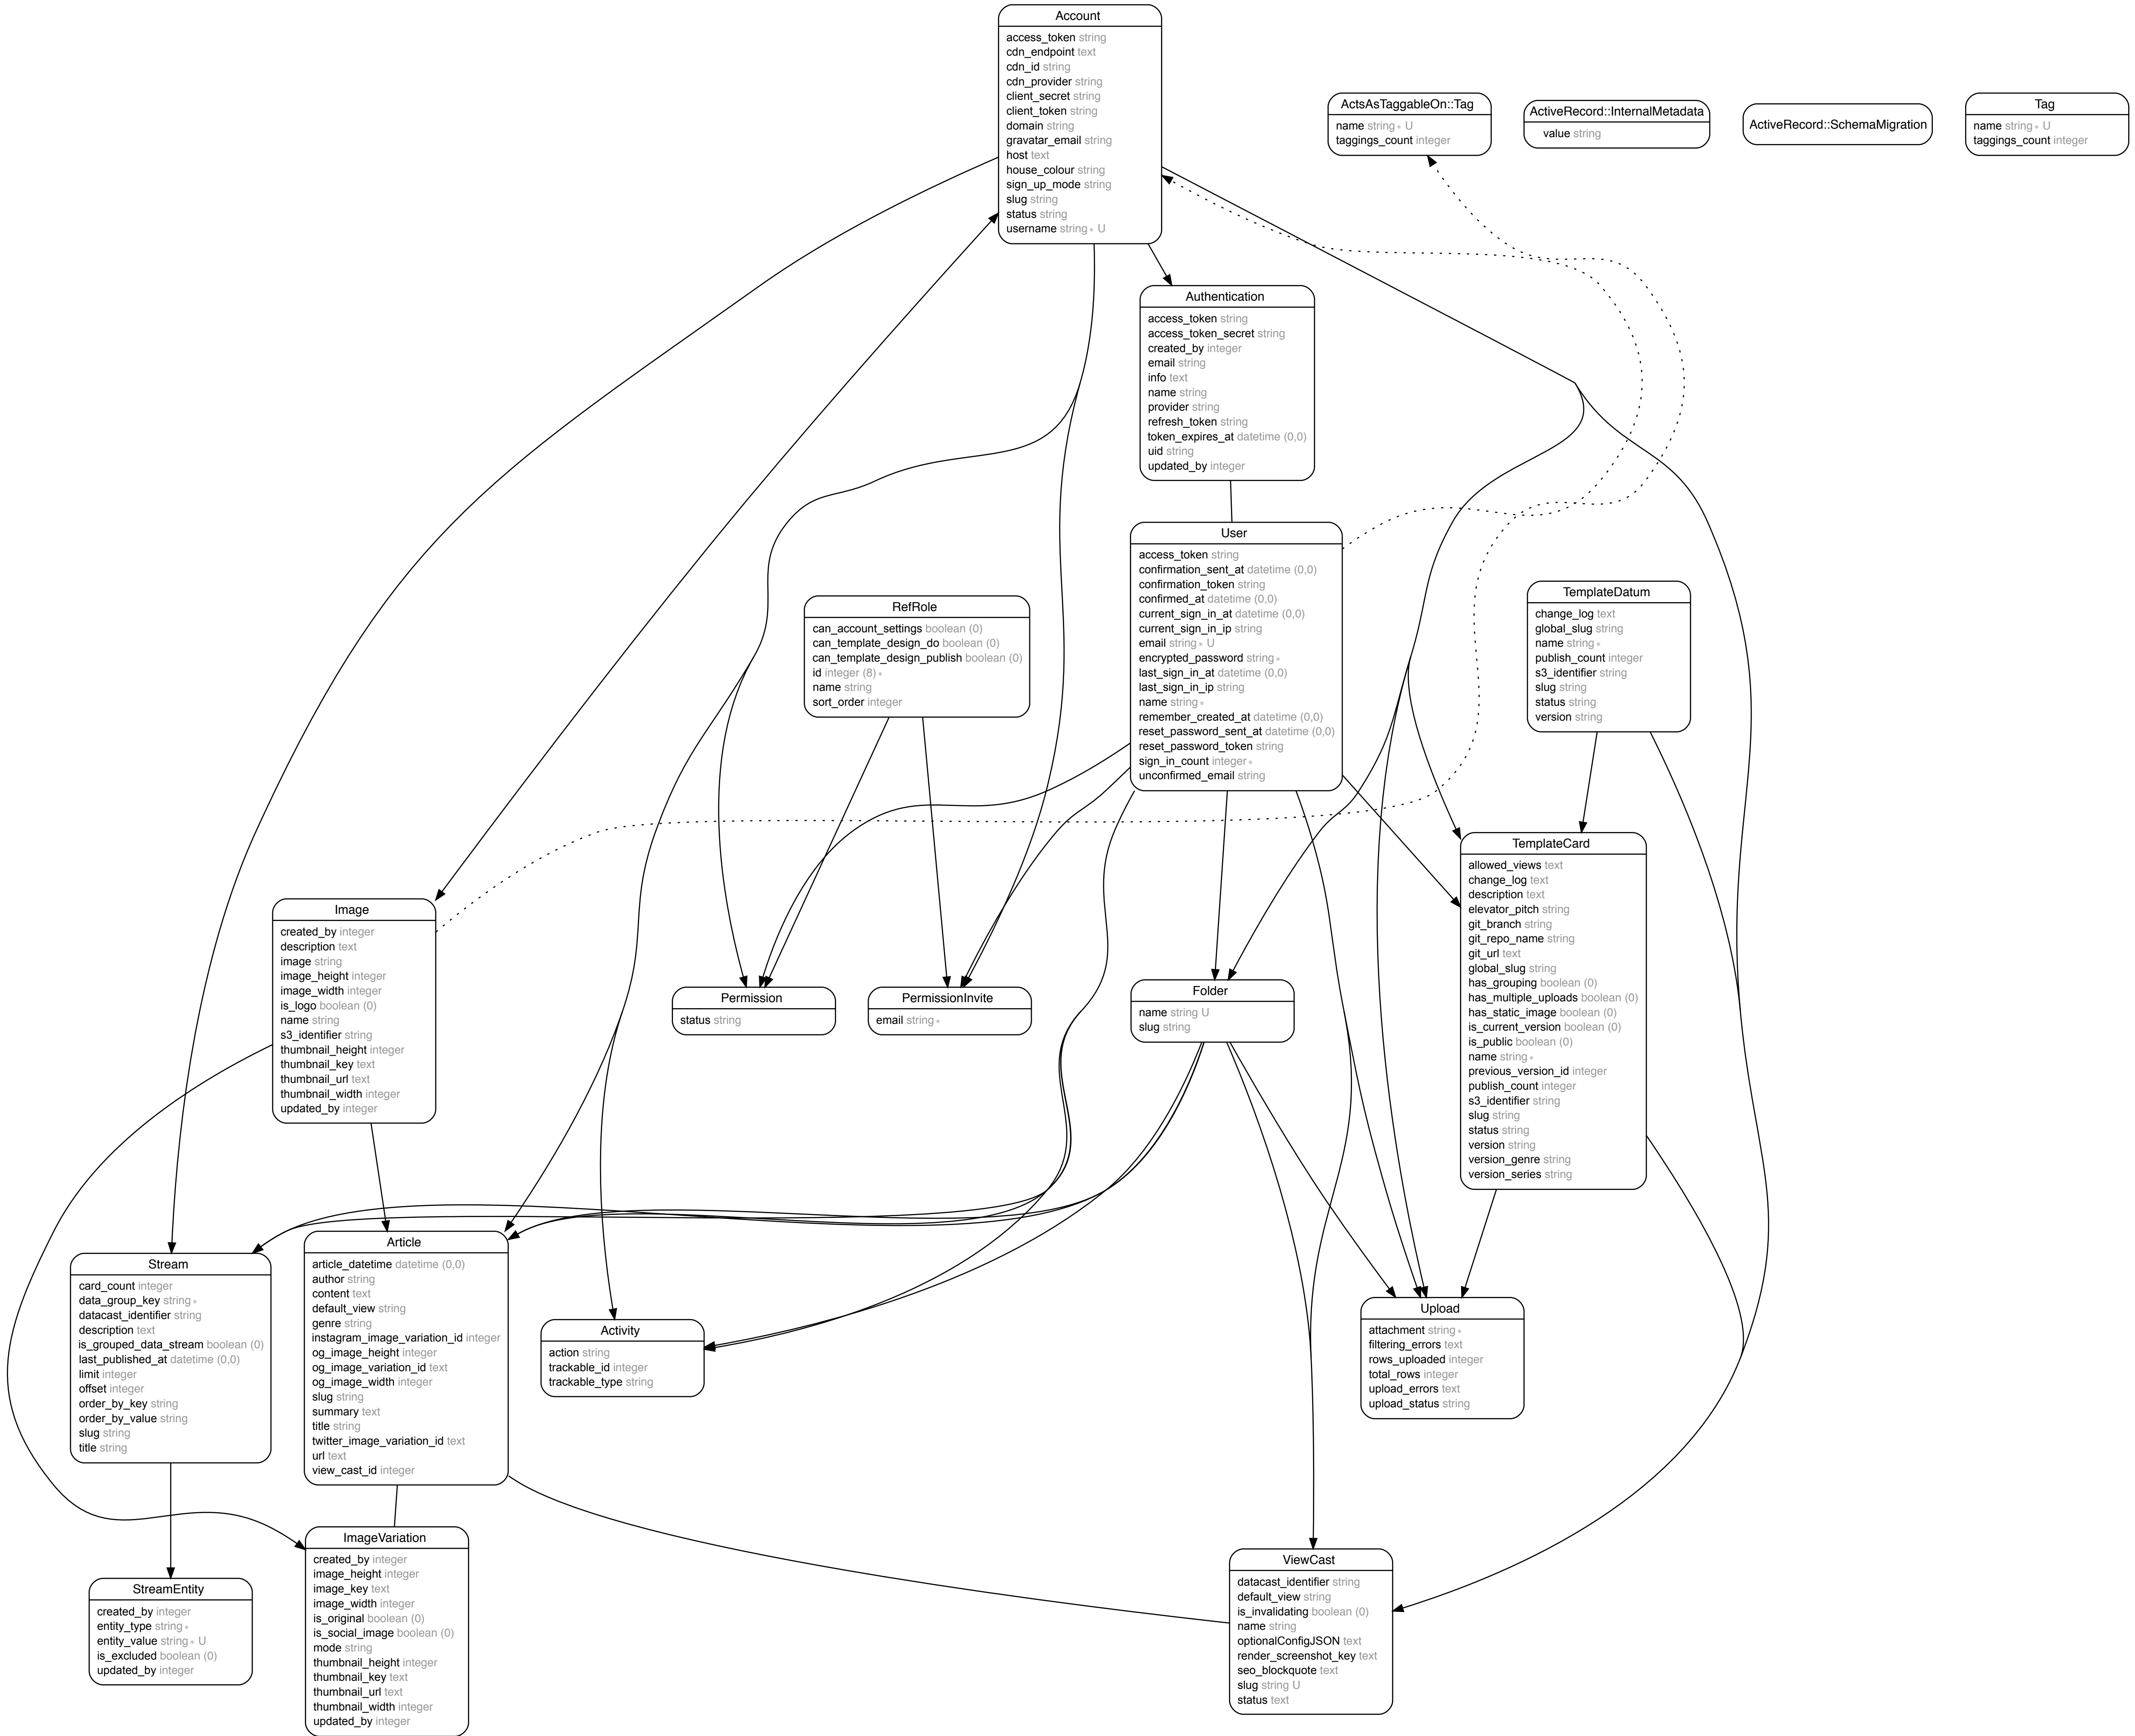 Account
access_token string
cdn_endpoint text
cdn_id string
cdn_provider string
client_secret string
client_token string
domain string
gravatar_email string
host text
house_colour string
sign_up_mode string
slug string
status string
username string∗ U
ActsAsTaggableOn::Tag
name string∗ U
taggings_count integer
ActiveRecord::InternalMetadata
value string
ActiveRecord::SchemaMigration
Tag
name string∗ U
taggings_count integer
Authentication
access_token string
access_token_secret string
created_by integer
email string
info text
name string
provider string
refresh_token string
token_expires_at datetime (0,0)
uid string
updated_by integer
User
access_token string
confirmation_sent_at datetime (0,0)
confirmation_token string
confirmed_at datetime (0,0)
current_sign_in_at datetime (0,0)
current_sign_in_ip string
email string∗ U
encrypted_password string∗
last_sign_in_at datetime (0,0)
last_sign_in_ip string
name string∗
remember_created_at datetime (0,0)
reset_password_sent_at datetime (0,0)
reset_password_token string
sign_in_count integer∗
unconfirmed_email string
RefRole
can_account_settings boolean (0)
can_template_design_do boolean (0)
can_template_design_publish boolean (0)
id integer (8)∗
name string
sort_order integer
TemplateDatum
change_log text
global_slug string
name string∗
publish_count integer
s3_identifier string
slug string
status string
version string
TemplateCard
allowed_views text
change_log text
description text
elevator_pitch string
git_branch string
git_repo_name string
git_url text
global_slug string
has_grouping boolean (0)
has_multiple_uploads boolean (0)
has_static_image boolean (0)
is_current_version boolean (0)
is_public boolean (0)
name string∗
previous_version_id integer
publish_count integer
s3_identifier string
slug string
status string
version string
version_genre string
version_series string
Image
created_by integer
description text
image string
image_height integer
image_width integer
is_logo boolean (0)
name string
s3_identifier string
thumbnail_height integer
thumbnail_key text
thumbnail_url text
thumbnail_width integer
updated_by integer
Permission
status string
PermissionInvite
email string∗
Folder
name string U
slug string
Stream
card_count integer
data_group_key string∗
datacast_identifier string
description text
is_grouped_data_stream boolean (0)
last_published_at datetime (0,0)
limit integer
offset integer
order_by_key string
order_by_value string
slug string
title string
Article
article_datetime datetime (0,0)
author string
content text
default_view string
genre string
instagram_image_variation_id integer
og_image_height integer
og_image_variation_id text
og_image_width integer
slug string
summary text
title string
twitter_image_variation_id text
url text
view_cast_id integer
Activity
action string
trackable_id integer
trackable_type string
Upload
attachment string∗
filtering_errors text
rows_uploaded integer
total_rows integer
upload_errors text
upload_status string
StreamEntity
created_by integer
entity_type string∗
entity_value string∗ U
is_excluded boolean (0)
updated_by integer
ImageVariation
created_by integer
image_height integer
image_key text
image_width integer
is_original boolean (0)
is_social_image boolean (0)
mode string
thumbnail_height integer
thumbnail_key text
thumbnail_url text
thumbnail_width integer
updated_by integer
ViewCast
datacast_identifier string
default_view string
is_invalidating boolean (0)
name string
optionalConfigJSON text
render_screenshot_key text
seo_blockquote text
slug string U
status text